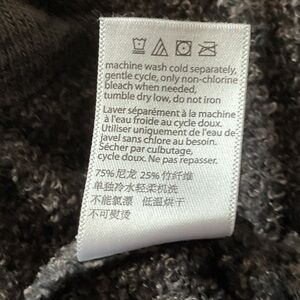 machine wash cold separately,
gentle cycle, only non-chlorine
bleach when needed,
tumble dry low, do not iron
Laver séparément à la machine
à l'eau froide au cycle doux.
Utiliser uniquement de l'eau de
javel sans chlore au besoin.
Sécher par culbutage,
cycle doux. Ne pas repasser.
75% 尼龙 25% 竹纤维
单独冷水轻柔机洗
不能氯漂 低温烘干
不可熨烫